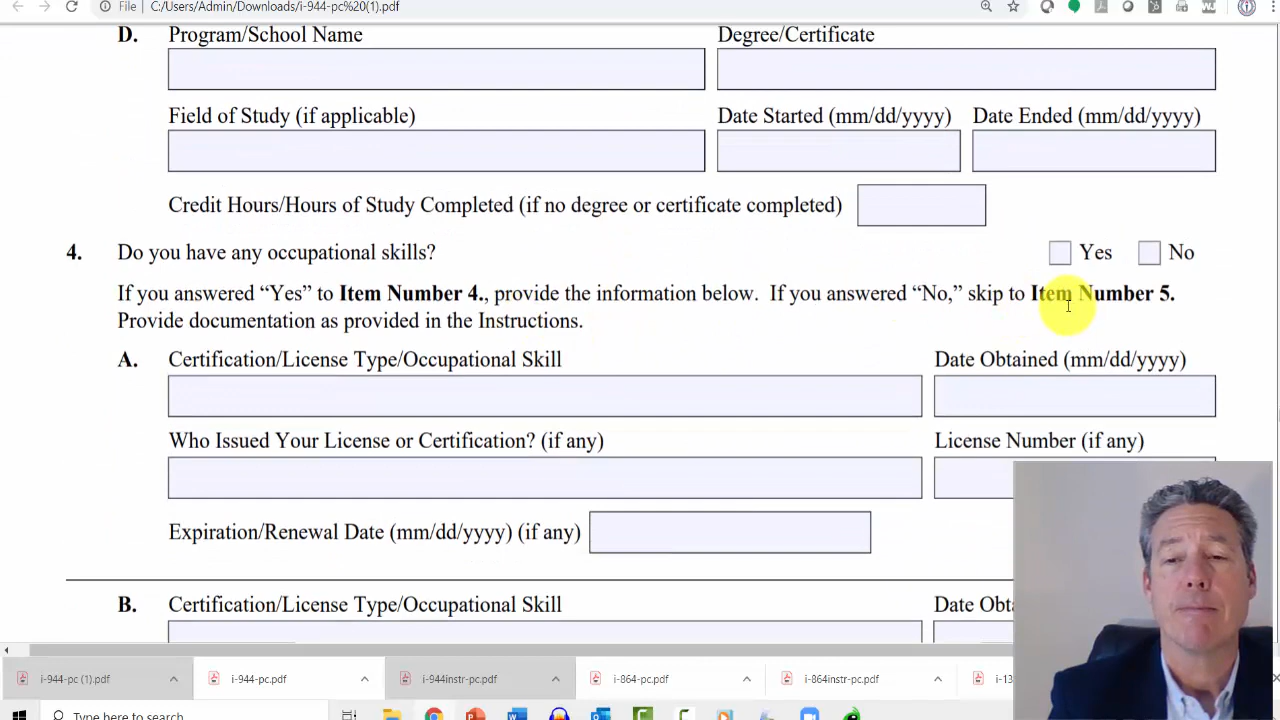 File | C:/Users/Admin/Downloads/i-944-pc%20(1).pdf
D. Program/School Name Degree/Certificate
Field of Study (if applicable) Date Started (mm/dd/yyyy) Date Ended (mm/dd/yyyy)
Credit Hours/Hours of Study Completed (if no degree or certificate completed)
4. Do you have any occupational skills? Yes No
If you answered “Yes” to Item Number 4., provide the information below. If you answered “No,” skip to Item Number 5.
Provide documentation as provided in the Instructions.
A. Certification/License Type/Occupational Skill Date Obtained (mm/dd/yyyy)
Who Issued Your License or Certification? (if any) License Number (if any)
Expiration/Renewal Date (mm/dd/yyyy) (if any)
B. Certification/License Type/Occupational Skill Date Obta
i-944-pc (1).pdf i-944-pc.pdf i-944instr-pc.pdf i-864-pc.pdf i-864instr-pc.pdf i-13
Type here to search